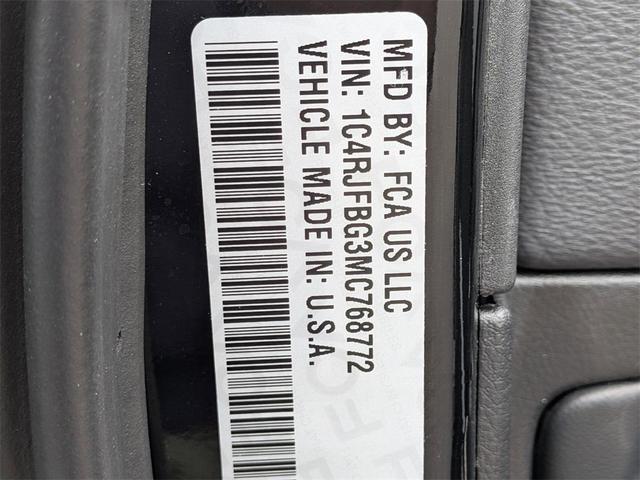 MFD BY: FCA US LLC
VIN: 1C4RJFBG3MC768772
VEHICLE MADE IN: U.S.A.